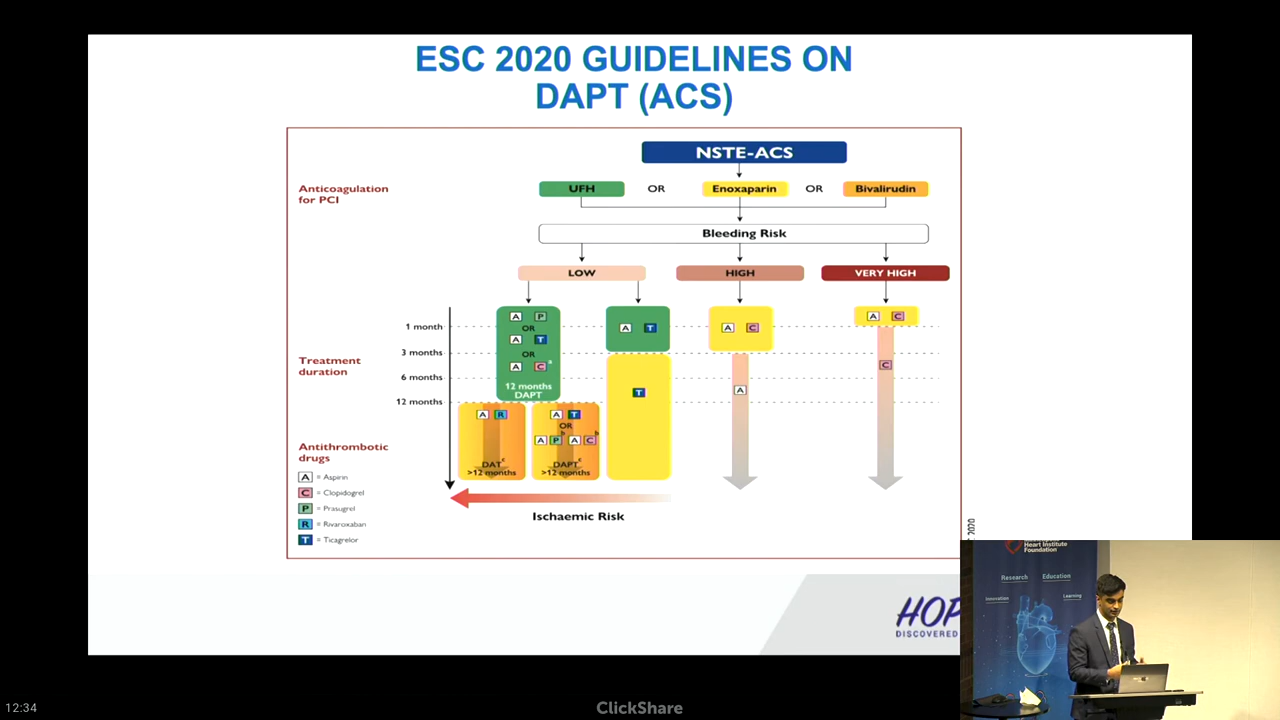 ESC 2020 GUIDELINES ON
DAPT (ACS)
NSTE-ACS
Anticoagulation
for PCI
UFH OR Enoxaparin OR Bivalirudin
Bleeding Risk
LOW HIGH VERY HIGH
Treatment
duration
1 month
3 months
6 months
12 months
A P
OR
A T
OR
A C a
12 months
DAPT
A T
A C
A C
T
A
C
A R
DAT c
>12 months
A T
OR
A P b A C b
DAPT c
>12 months
Ischaemic Risk
Antithrombotic
drugs
A = Aspirin
C = Clopidogrel
P = Prasugrel
R = Rivaroxaban
T = Ticagrelor
2020
HOP
DISCOVERED
Heart Institute
Foundation
Research Education
Innovation Learning
12:34
ClickShare